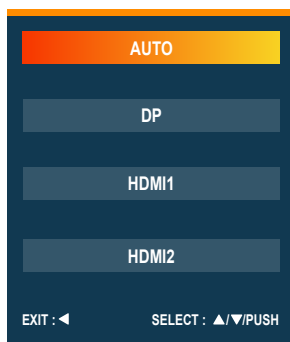 AUTO
DP
HDMI1
HDMI2
EXIT : ◀ SELECT : ▲/▼/PUSH